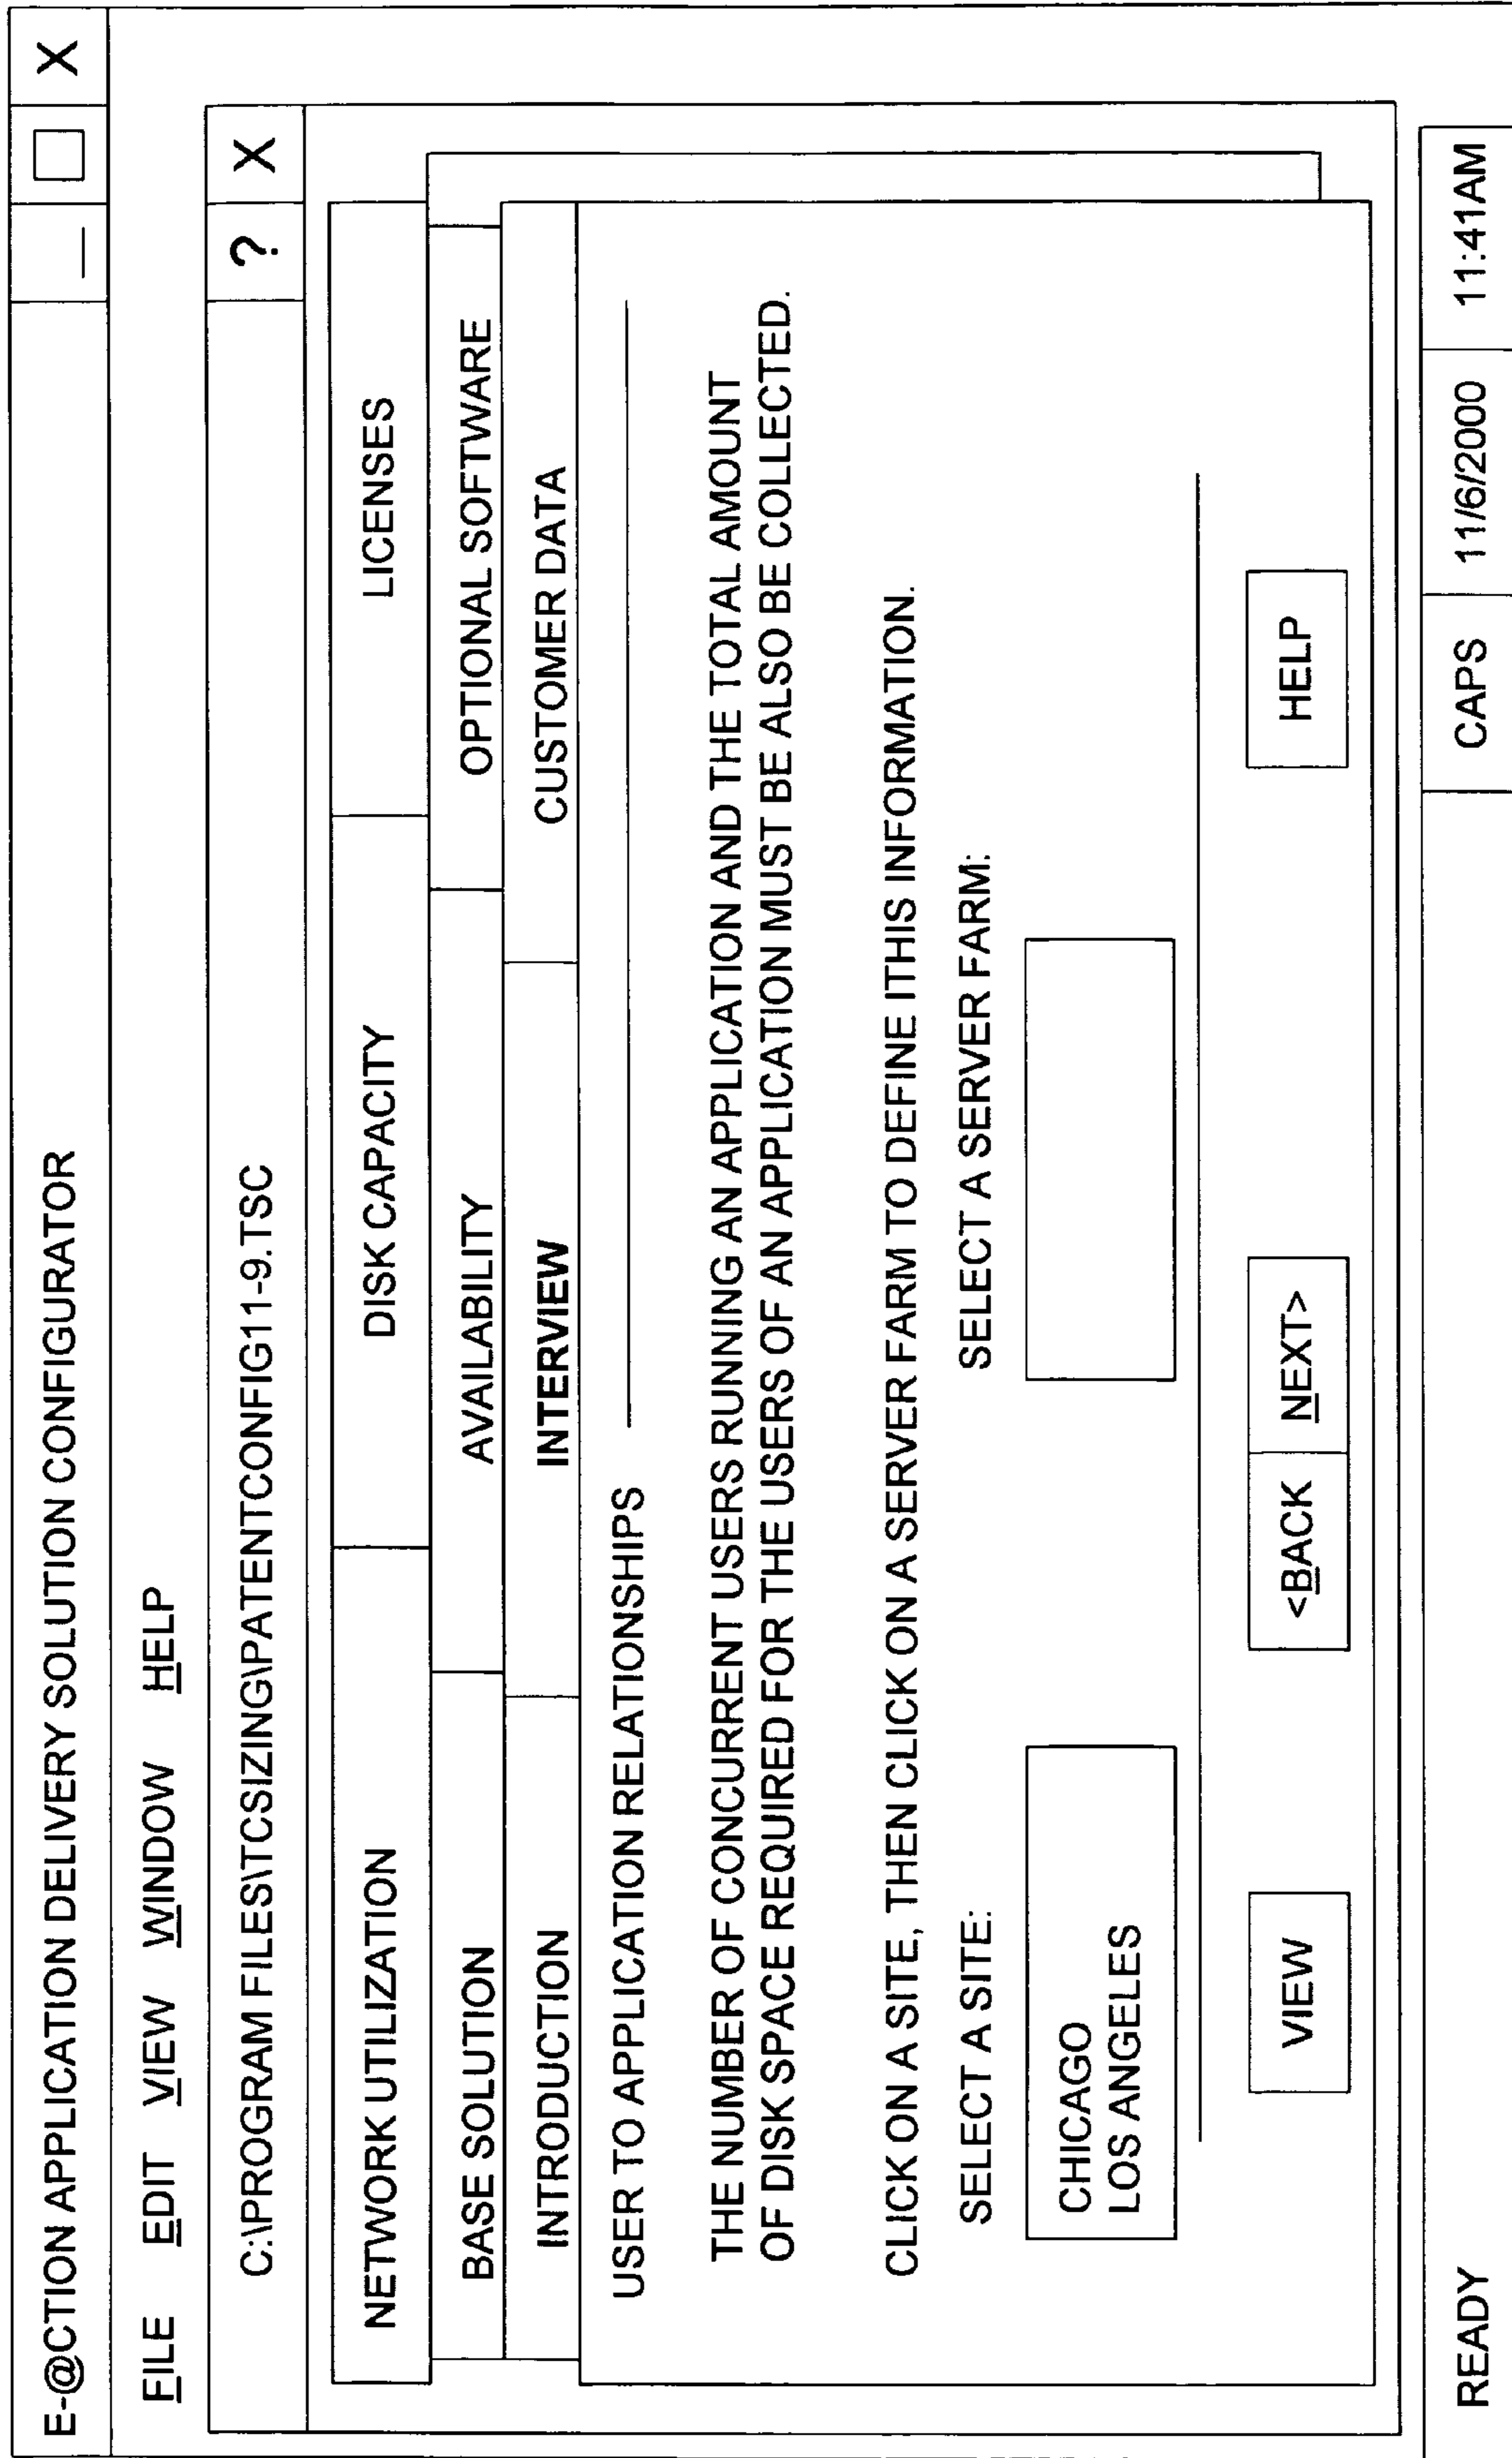 E-@CTION APPLICATION DELIVERY SOLUTION CONFIGURATOR _ □ X
FILE EDIT VIEW WINDOW HELP
C:\PROGRAM FILES\TCSIZING\PATENTCONFIG11-9.TSC ? X
NETWORK UTILIZATION DISK CAPACITY LICENSES
BASE SOLUTION AVAILABILITY OPTIONAL SOFTWARE
INTRODUCTION INTERVIEW CUSTOMER DATA
USER TO APPLICATION RELATIONSHIPS
THE NUMBER OF CONCURRENT USERS RUNNING AN APPLICATION AND THE TOTAL AMOUNT
OF DISK SPACE REQUIRED FOR THE USERS OF AN APPLICATION MUST BE ALSO BE COLLECTED.
CLICK ON A SITE, THEN CLICK ON A SERVER FARM TO DEFINE ITHIS INFORMATION.
SELECT A SITE: SELECT A SERVER FARM:
CHICAGO
LOS ANGELES
VIEW <BACK NEXT> HELP
READY CAPS 11/6/2000 11:41AM